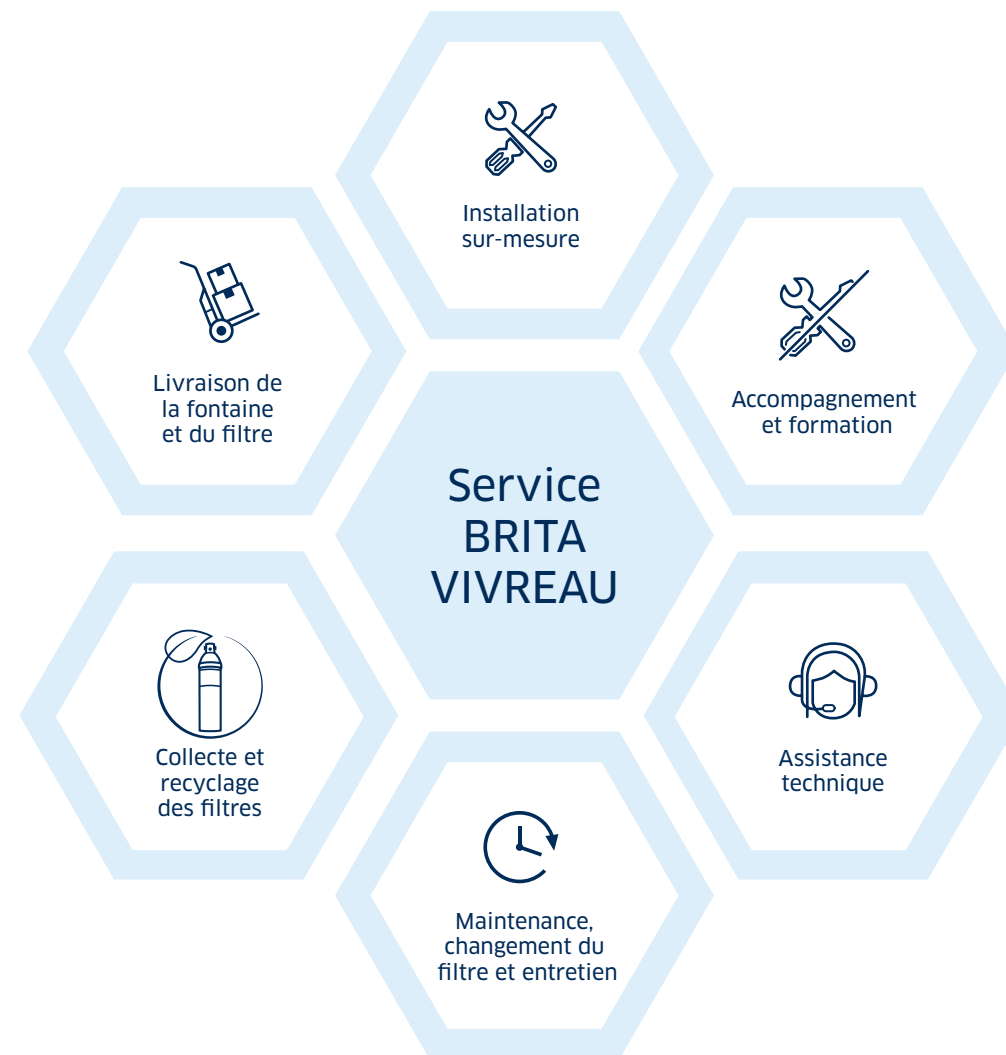 Installation
sur-mesure
Livraison de
la fontaine
et du filtre
Accompagnement
et formation
Service
BRITA
VIVREAU
Collecte et
recyclage
des filtres
Assistance
technique
Maintenance,
changement du
filtre et entretien